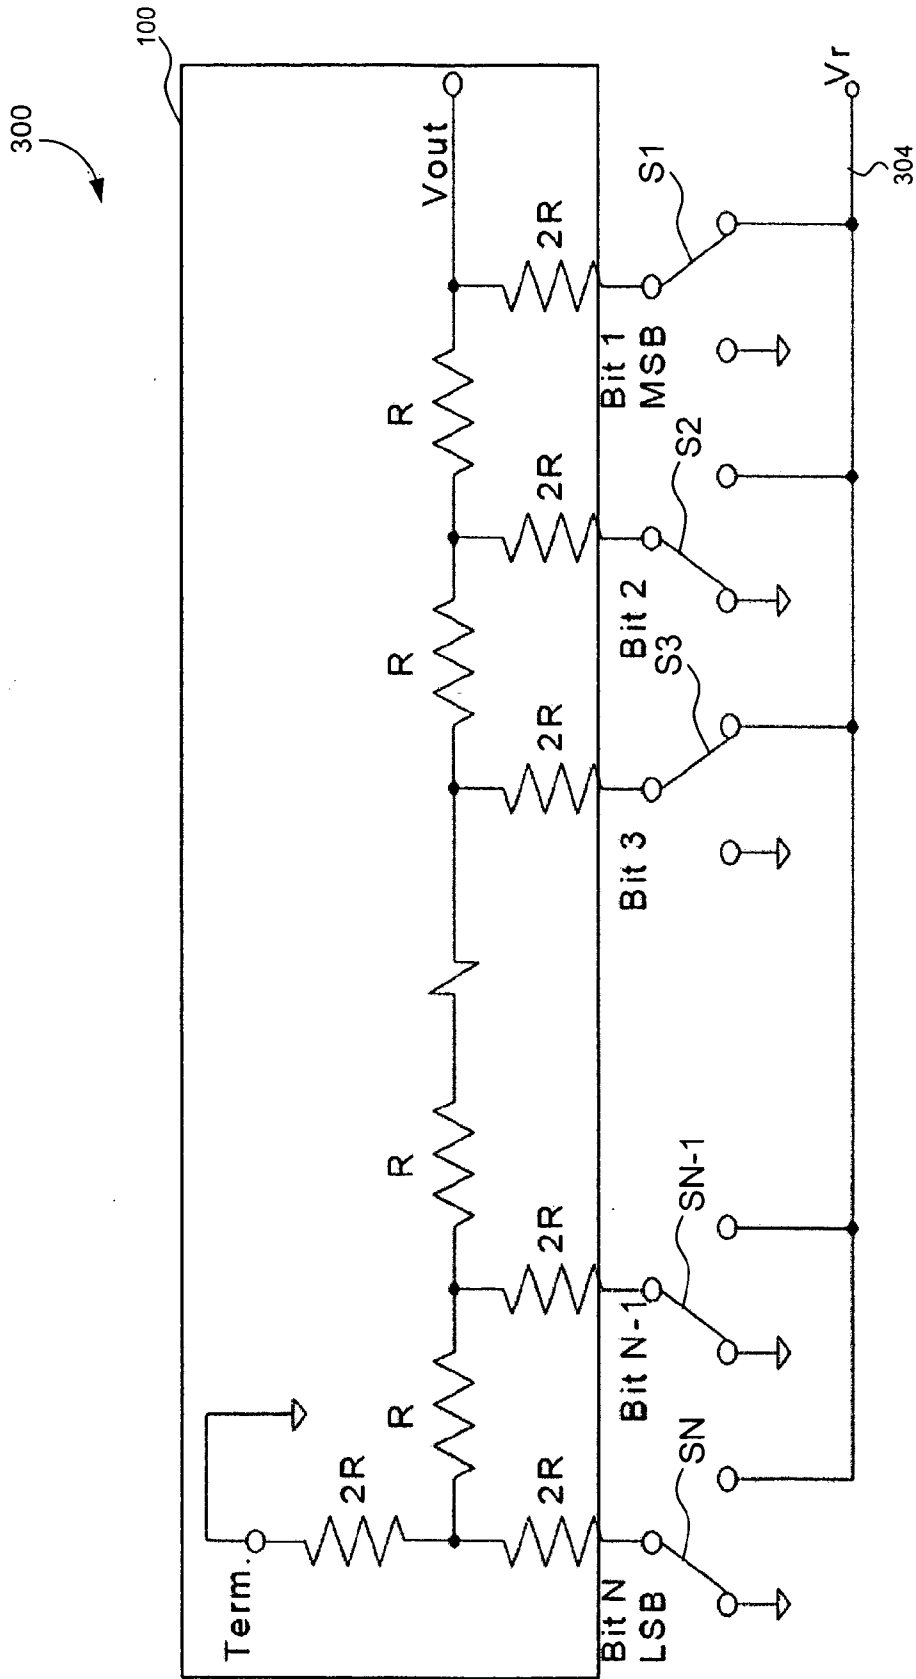 300
100
Term.
2R
R
R
R
R
Vout
2R
2R
2R
2R
2R
Bit N
LSB
Bit N-1
Bit 3
Bit 2
Bit 1
MSB
SN
SN-1
S3
S2
S1
Vr
304